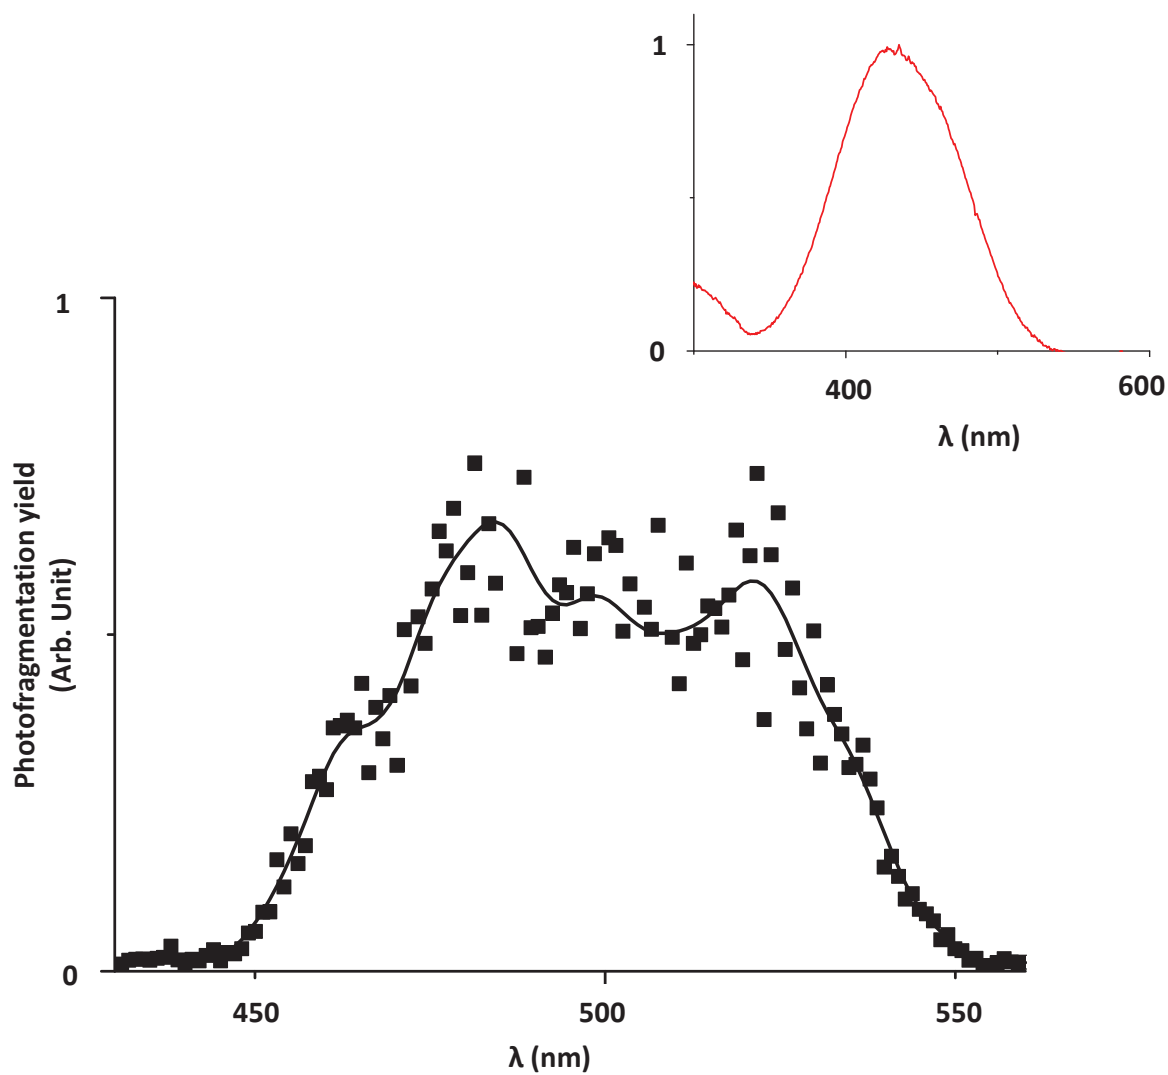 1
0
400
600
λ (nm)
1
Photofragmentation yield
(Arb. Unit)
0
450
500
550
λ (nm)